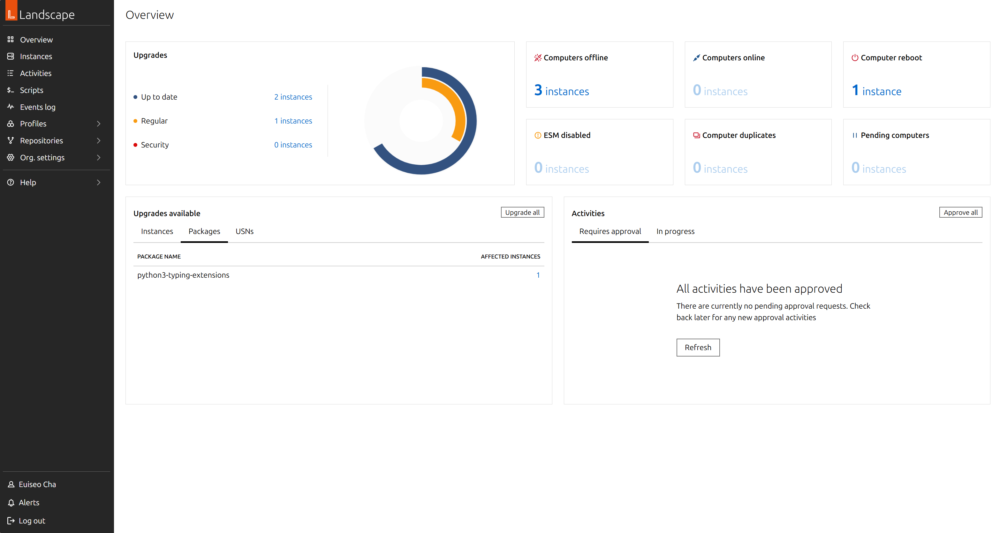 Landscape
Overview
Instances
Activities
Scripts
Events log
Profiles
Repositories
Org. settings
Help
Euiseo Cha
Alerts
Log out
Overview
Upgrades
Up to date 2 instances
Regular 1 instances
Security 0 instances
Computers offline
3 instances
Computers online
0 instances
Computer reboot
1 instance
ESM disabled
0 instances
Computer duplicates
0 instances
Pending computers
0 instances
Upgrades available Upgrade all
Instances Packages USNs
PACKAGE NAME AFFECTED INSTANCES
python3-typing-extensions 1
Activities Approve all
Requires approval In progress
All activities have been approved
There are currently no pending approval requests. Check
back later for any new approval activities
Refresh